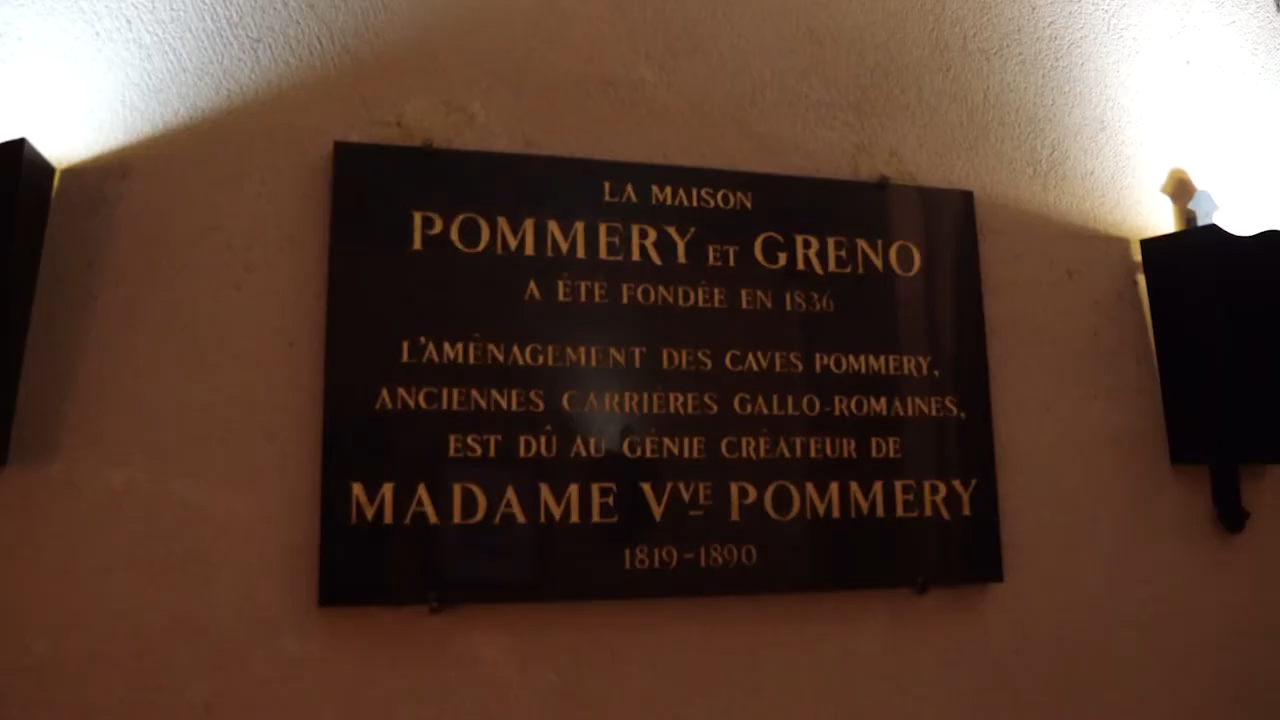 LA MAISON
POMMERY ET GRENO
A ÉTÉ FONDÉE EN 1836
L'AMÉNAGEMENT DES CAVES POMMERY,
ANCIENNES CARRIÈRES GALLO-ROMAINES,
EST DÛ AU GÉNIE CRÉATEUR DE
MADAME VVE POMMERY
1819-1890